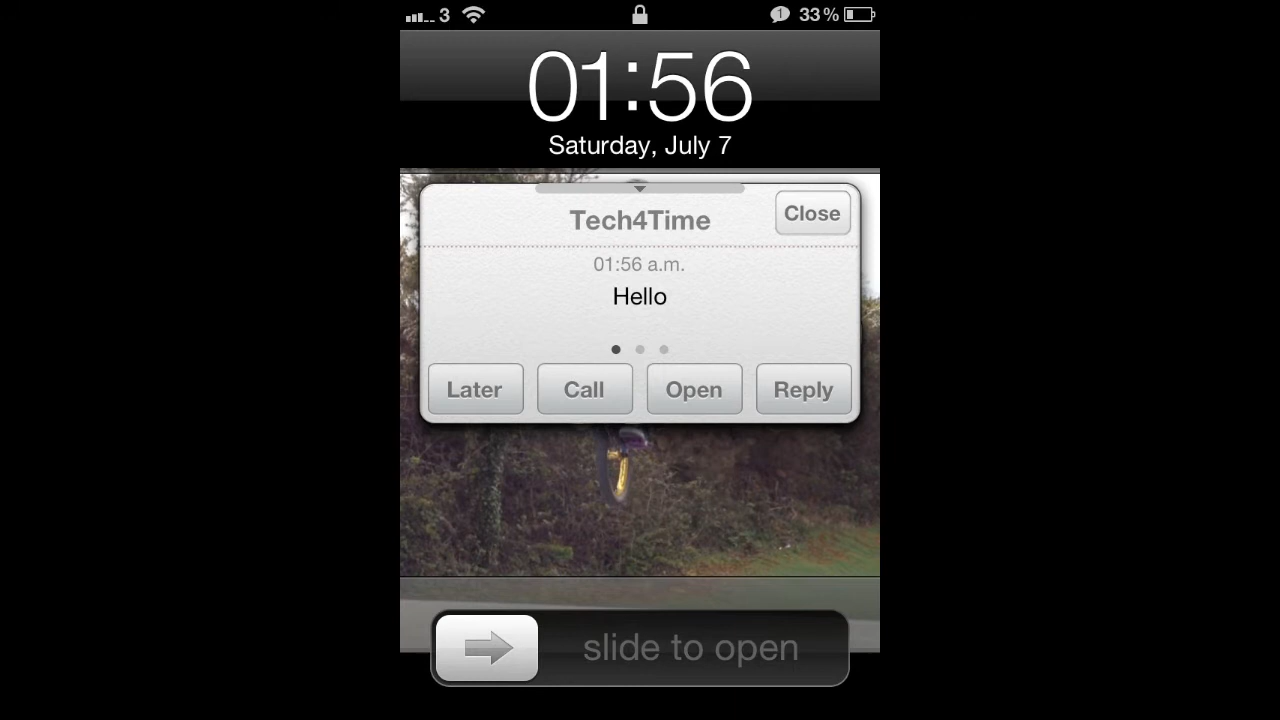 3 1 33%
01:56
Saturday, July 7
Tech4Time Close
01:56 a.m.
Hello
Later Call Open Reply
slide to open